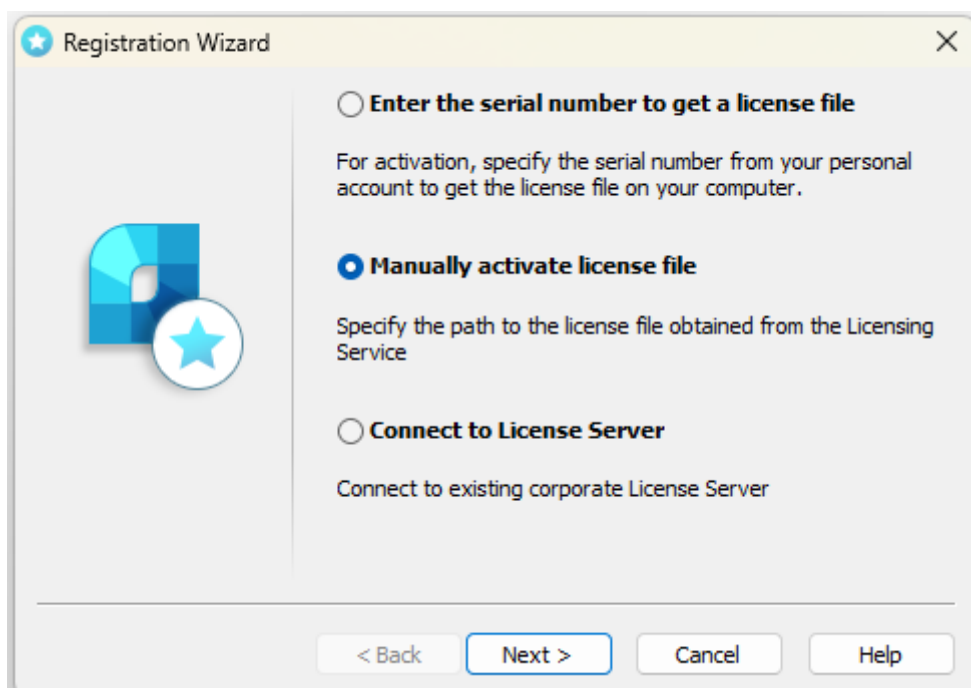 Registration Wizard
Enter the serial number to get a license file
For activation, specify the serial number from your personal
account to get the license file on your computer.
Manually activate license file
Specify the path to the license file obtained from the Licensing
Service
Connect to License Server
Connect to existing corporate License Server
< Back
Next >
Cancel
Help